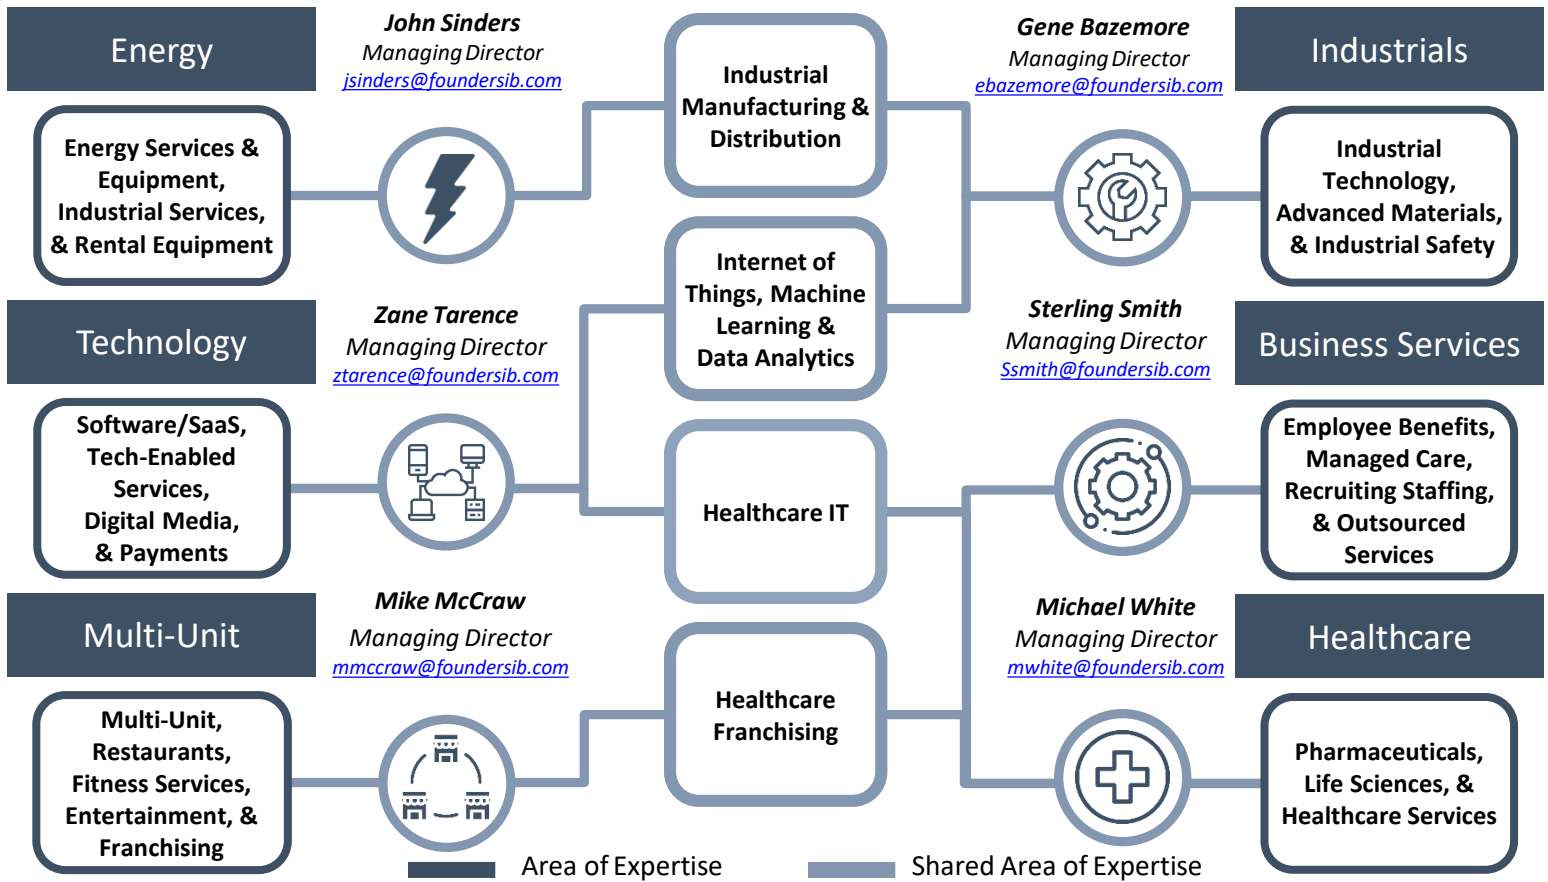 Energy
John Sinders
Managing Director
jsinders@foundersib.com
Energy Services &
Equipment,
Industrial Services,
& Rental Equipment
Industrial
Manufacturing &
Distribution
Gene Bazemore
Managing Director
ebazemore@foundersib.com
Industrials
Industrial
Technology,
Advanced Materials,
& Industrial Safety
Internet of
Things, Machine
Learning &
Data Analytics
Technology
Zane Tarence
Managing Director
ztarence@foundersib.com
Software/SaaS,
Tech-Enabled
Services,
Digital Media,
& Payments
Sterling Smith
Managing Director
Ssmith@foundersib.com
Business Services
Employee Benefits,
Managed Care,
Recruiting Staffing,
& Outsourced
Services
Healthcare IT
Multi-Unit
Mike McCraw
Managing Director
mmccraw@foundersib.com
Multi-Unit,
Restaurants,
Fitness Services,
Entertainment, &
Franchising
Healthcare
Franchising
Michael White
Managing Director
mwhite@foundersib.com
Healthcare
Pharmaceuticals,
Life Sciences, &
Healthcare Services
Area of Expertise
Shared Area of Expertise